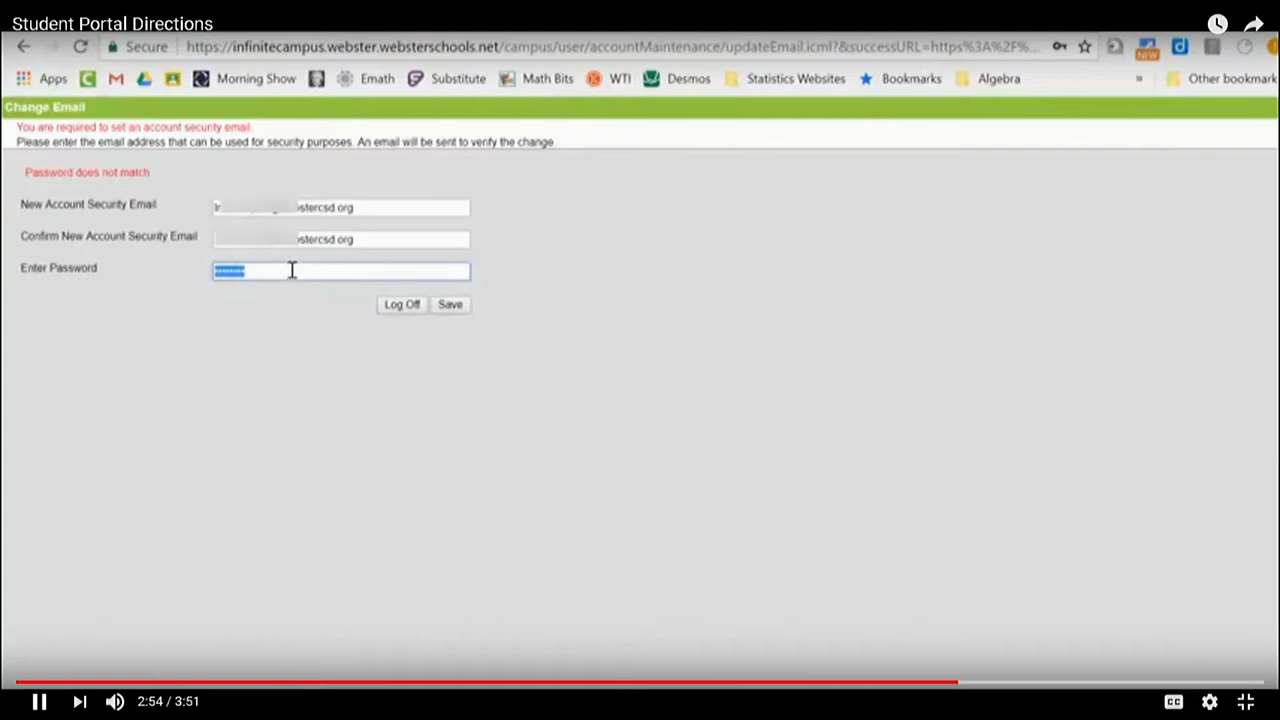 Student Portal Directions
Secure https://infinitecampus.webster.websterschools.net/campus/user/accountMaintenance/updateEmail.icml?&successURL=https%3A%2F%...
NEW
Apps Morning Show Emath Substitute Math Bits WTI Desmos Statistics Websites Bookmarks Algebra » Other bookmark
Change Email
You are required to set an account security email.
Please enter the email address that can be used for security purposes. An email will be sent to verify the change.
Password does not match
New Account Security Email stercsd.org
Confirm New Account Security Email stercsd.org
Enter Password
Log Off Save
2:54 / 3:51
CC